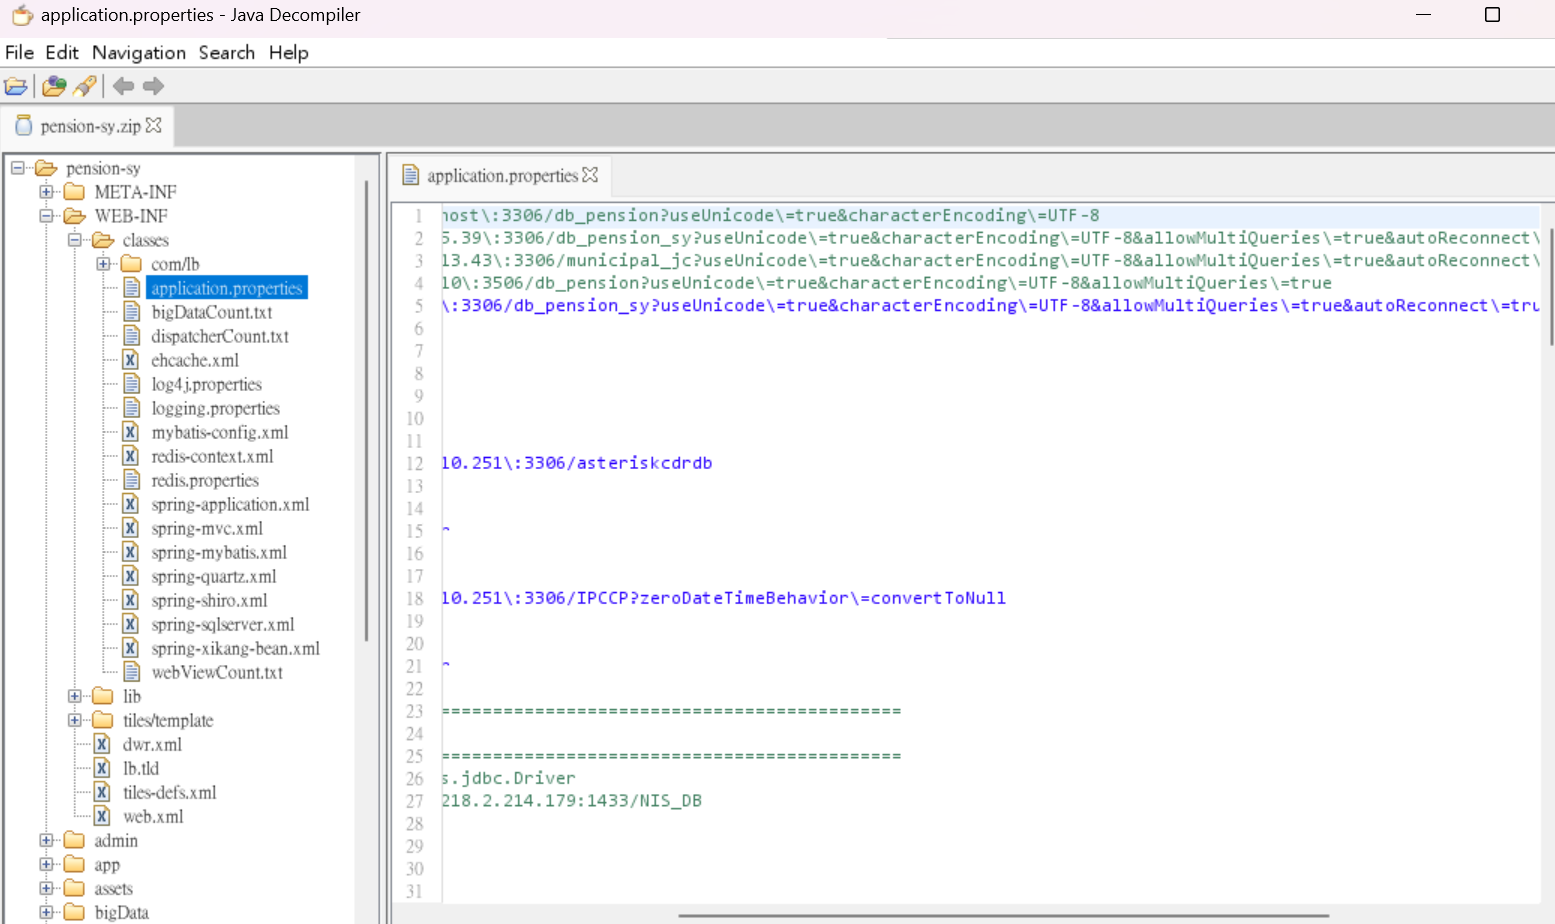 application.properties - Java Decompiler
File Edit Navigation Search Help
pension-sy.zip
pension-sy
META-INF
WEB-INF
classes
com/lb
application.properties
bigDataCount.txt
dispatcherCount.txt
ehcache.xml
log4j.properties
logging.properties
mybatis-config.xml
redis-context.xml
redis.properties
spring-application.xml
spring-mvc.xml
spring-mybatis.xml
spring-quartz.xml
spring-shiro.xml
spring-sqlserver.xml
spring-xikang-bean.xml
webViewCount.txt
lib
tiles/template
dwr.xml
lb.tld
tiles-defs.xml
web.xml
admin
app
assets
bigData
application.properties
1 host\:3306/db_pension?useUnicode\=true&characterEncoding\=UTF-8
2 5.39\:3306/db_pension_sy?useUnicode\=true&characterEncoding\=UTF-8&allowMultiQueries\=true&autoReconnect\
3 13.43\:3306/municipal_jc?useUnicode\=true&characterEncoding\=UTF-8&allowMultiQueries\=true&autoReconnect\
4 10\:3506/db_pension?useUnicode\=true&characterEncoding\=UTF-8&allowMultiQueries\=true
5 \:3306/db_pension_sy?useUnicode\=true&characterEncoding\=UTF-8&allowMultiQueries\=true&autoReconnect\=tru
6
7
8
9
10
11
12 10.251\:3306/asteriskcdrdb
13
14
15
16
17
18 10.251\:3306/IPCCP?zeroDateTimeBehavior\=convertToNull
19
20
21
22
23 =============================================
24
25 =============================================
26 s.jdbc.Driver
27 218.2.214.179:1433/NIS_DB
28
29
30
31